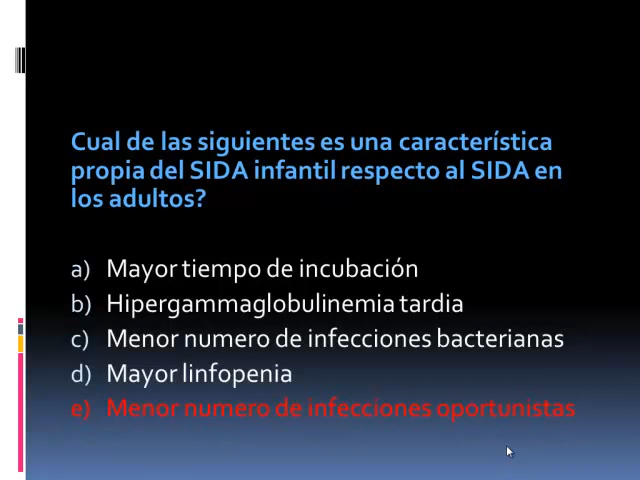 Cual de las siguientes es una característica
propia del SIDA infantil respecto al SIDA en
los adultos?
a) Mayor tiempo de incubación
b) Hipergammaglobulinemia tardia
c) Menor numero de infecciones bacterianas
d) Mayor linfopenia
e) Menor numero de infecciones oportunistas